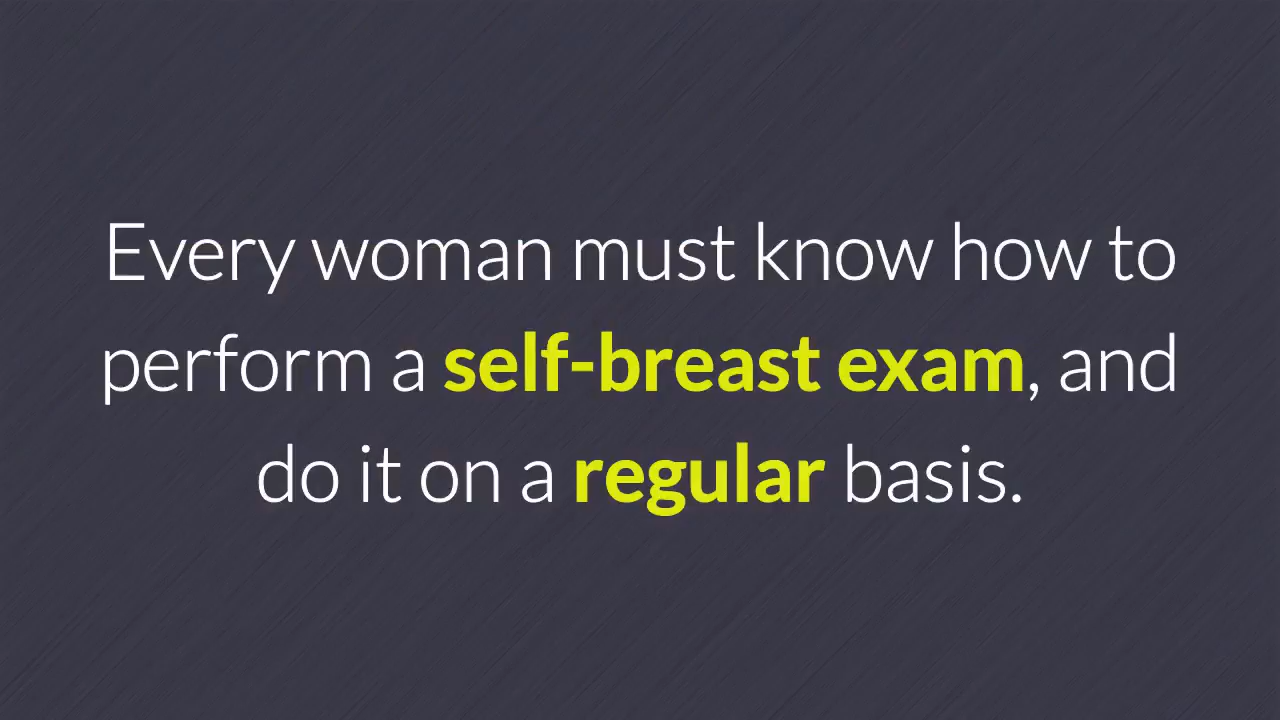 Every woman must know how to
perform a self-breast exam, and
do it on a regular basis.